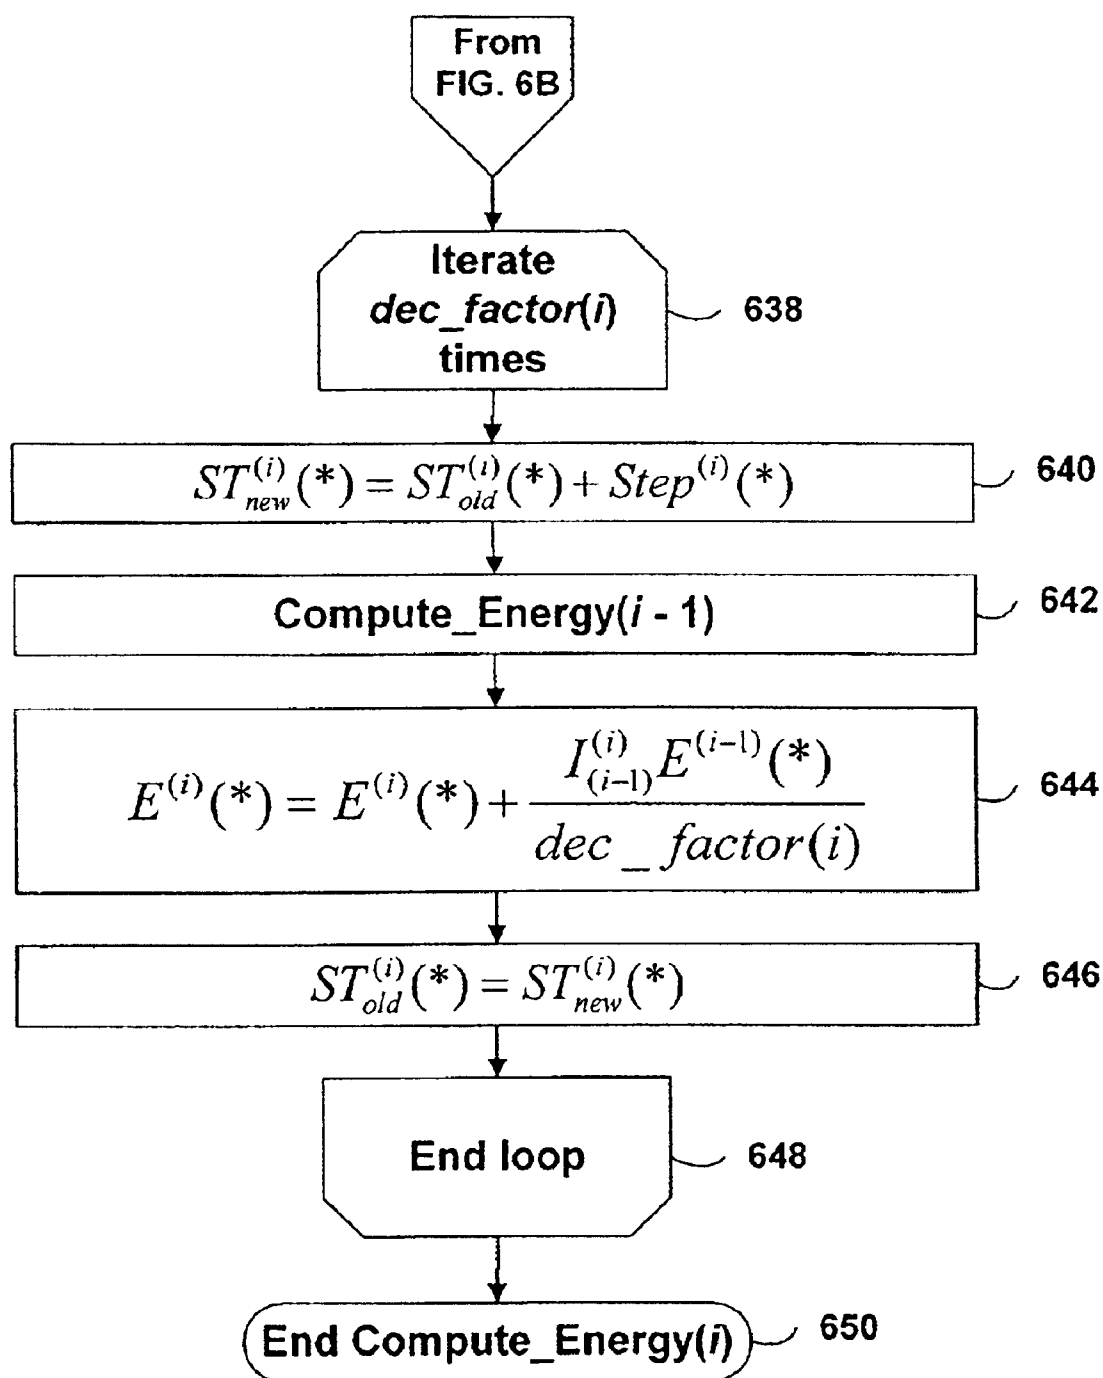 From
FIG. 6B
Iterate
dec_factor(i)
times
638
ST_{new}^{(i)}(*) = ST_{old}^{(i)}(*) + Step^{(i)}(*)
640
Compute_Energy(i - 1)
642
E^{(i)}(*) = E^{(i)}(*) + \frac{I_{(i-1)}^{(i)} E^{(i-1)}(*)}{dec\_factor(i)}
644
ST_{old}^{(i)}(*) = ST_{new}^{(i)}(*)
646
End loop
648
End Compute_Energy(i)
650